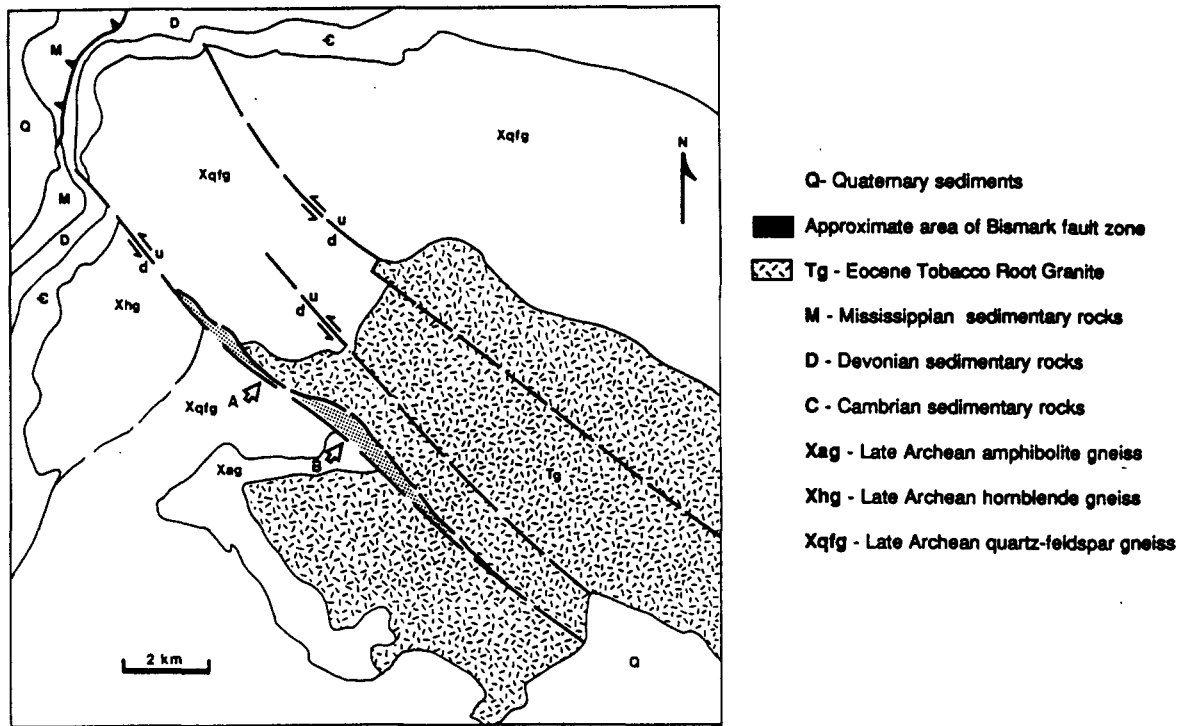 D
M
Є
Q
Xqfg
N
Xqfg
M
u
d
D
u
d
Є
u
d
Xhg
A
Xqfg
B
Xag
Tg
2 km
Q
Q- Quaternary sediments
Approximate area of Bismark fault zone
Tg - Eocene Tobacco Root Granite
M - Mississippian sedimentary rocks
D - Devonian sedimentary rocks
C - Cambrian sedimentary rocks
Xag - Late Archean amphibolite gneiss
Xhg - Late Archean hornblende gneiss
Xqfg - Late Archean quartz-feldspar gneiss